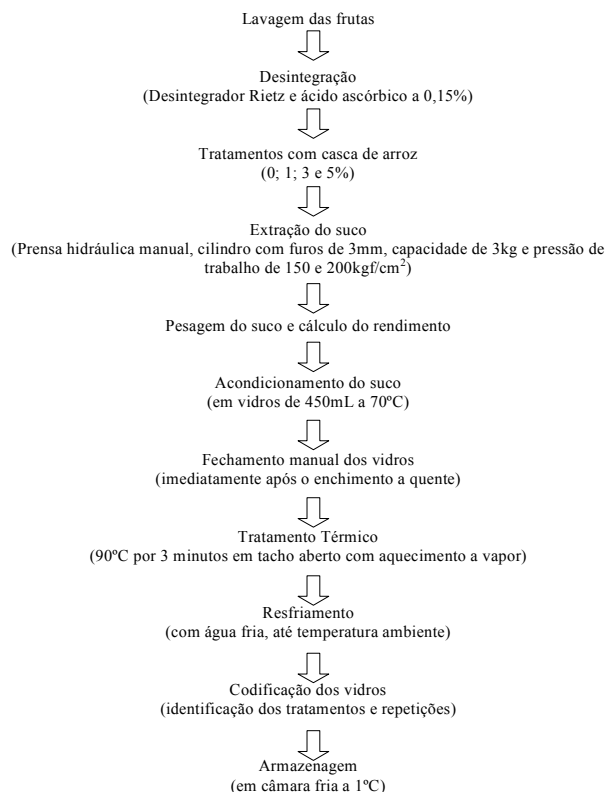 Lavagem das frutas
Desintegração
(Desintegrador Rietz e ácido ascórbico a 0,15%)
Tratamentos com casca de arroz
(0; 1; 3 e 5%)
Extração do suco
(Prensa hidráulica manual, cilindro com furos de 3mm, capacidade de 3kg e pressão de
trabalho de 150 e 200kgf/cm²)
Pesagem do suco e cálculo do rendimento
Acondicionamento do suco
(em vidros de 450mL a 70ºC)
Fechamento manual dos vidros
(imediatamente após o enchimento a quente)
Tratamento Térmico
(90ºC por 3 minutos em tacho aberto com aquecimento a vapor)
Resfriamento
(com água fria, até temperatura ambiente)
Codificação dos vidros
(identificação dos tratamentos e repetições)
Armazenagem
(em câmara fria a 1ºC)